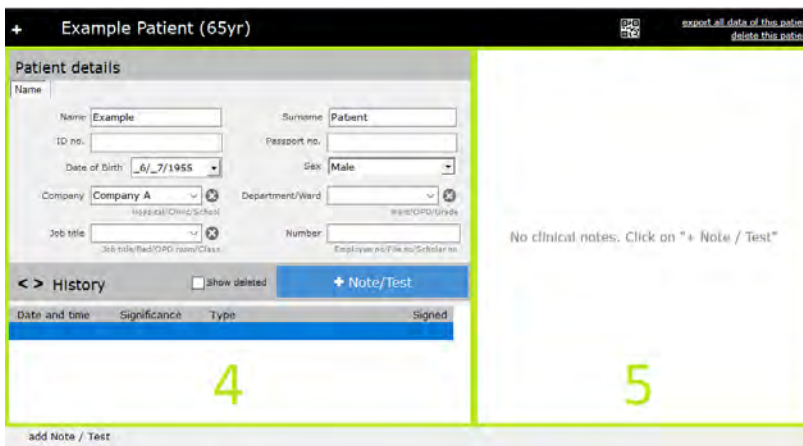 + Example Patient (65yr)
export all data of this patie
delete this patie
Patient details
Name
Name Example Surname Patient
ID no. Passport no.
Date of Birth _6/_7/1955 Sex Male
Company Company A Department/Ward
Hospital/Clinic/School Ward/OPD/Grade
Job title Number
Job title/Bed/OPD room/Class Employee no/File no/Scholar no
< > History Show deleted + Note/Test
Date and time Significance Type Signed
No clinical notes. Click on "+ Note / Test"
4 5
add Note / Test